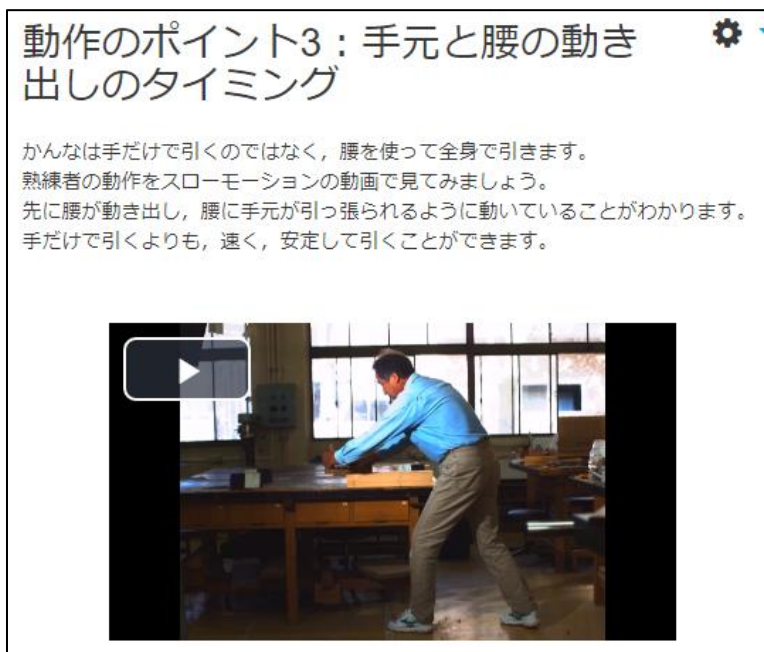 動作のポイント3：手元と腰の動き
出しのタイミング
かんなは手だけで引くのではなく，腰を使って全身で引きます。
熟練者の動作をスローモーションの動画で見てみましょう。
先に腰が動き出し，腰に手元が引っ張られるように動いていることがわかります。
手だけで引くよりも，速く，安定して引くことができます。